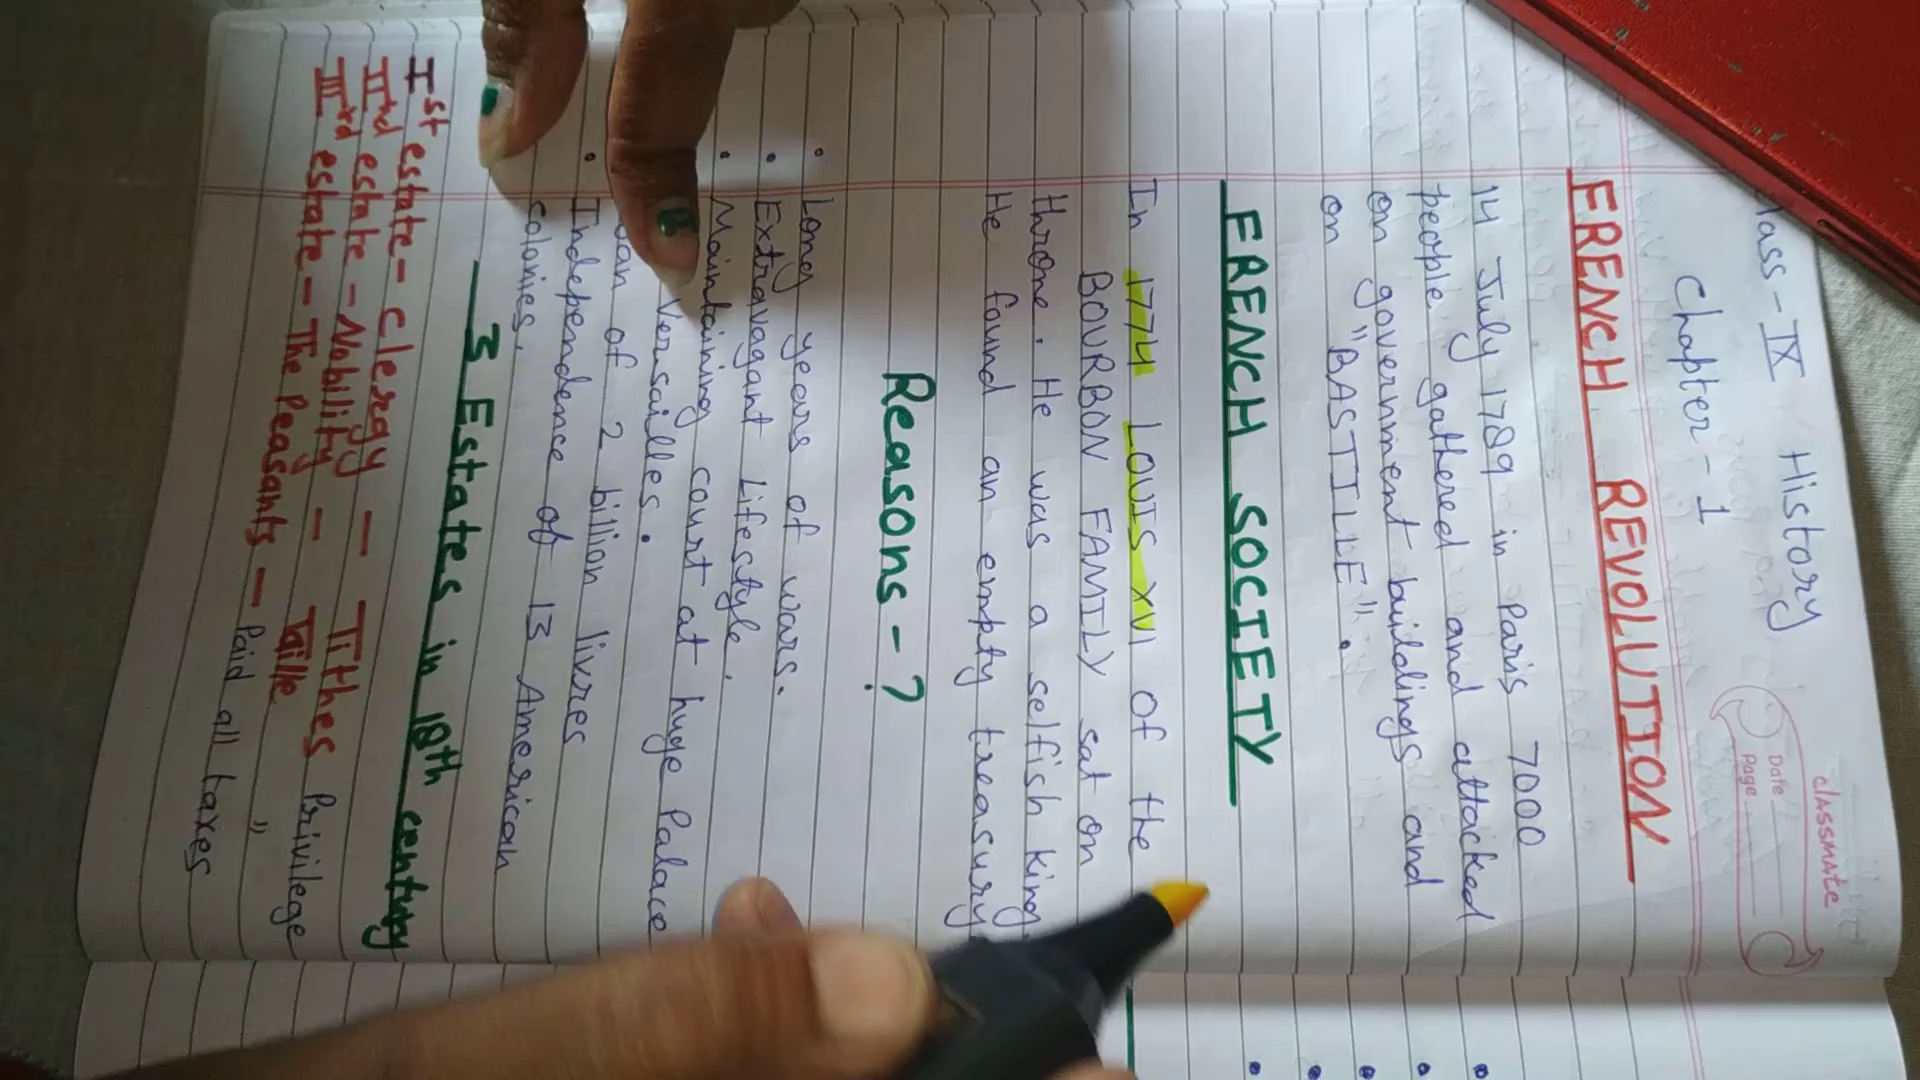 lass-IX History
Chapter-1
classmate
Date
Page
FRENCH REVOLUTION
14 July 1789 in Paris 7000
people gathered and attacked
on government buildings and
on "BASTILLE".
FRENCH SOCIETY
In 1774 LOUIS XVI of the
BOURBON FAMILY sat on
throne. He was a selfish king.
He found an empty treasury.
Reasons-?
• Long years of wars.
• Extravagant Lifestyle.
• Maintaining court at huge Palace
Versailles.
• oan of 2 billion livres
Independence of 13 American
colonies.
3 Estates in 18th century
Ist estate- Clergy - Tithes Privilege
IInd estate -Nobility - Taille "
IIIrd estate- The Peasants - Paid all taxes